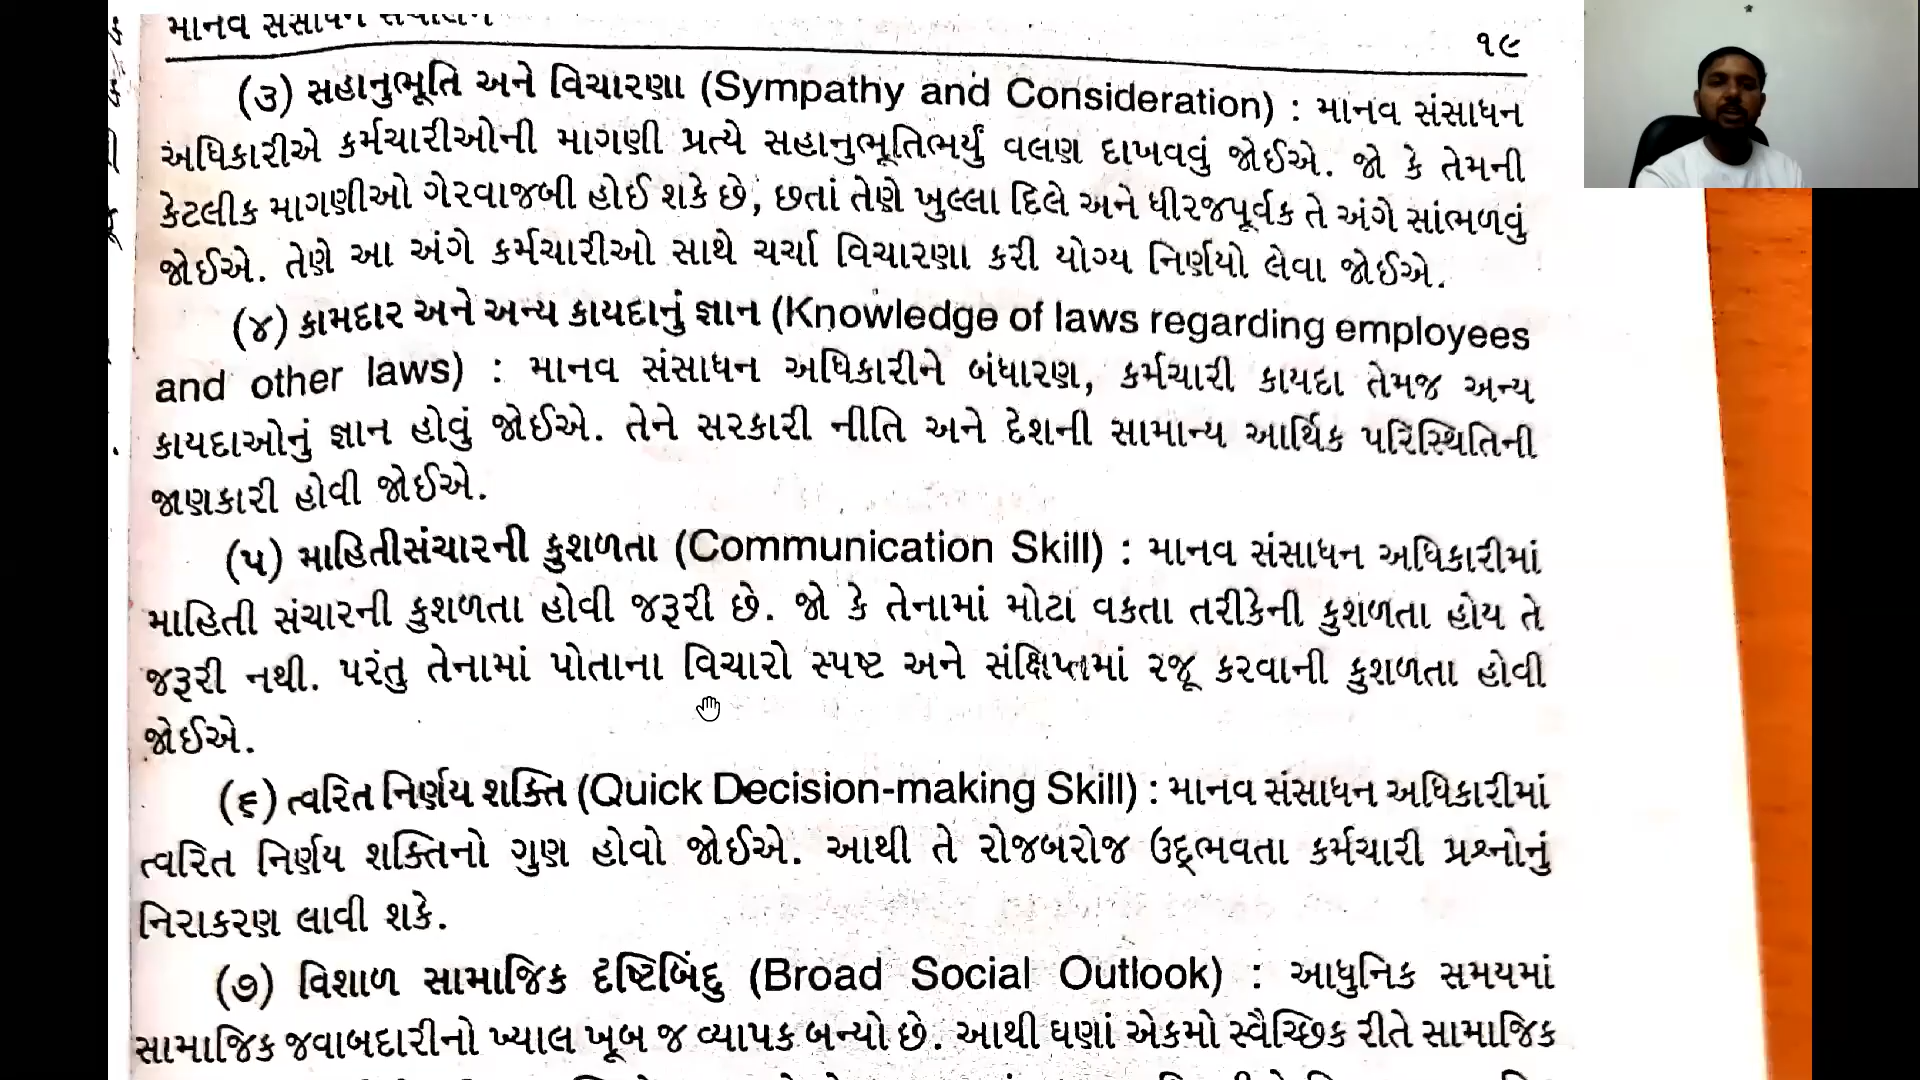 માનવ સંસાધન સંચાલન
૧૯
(૩) સહાનુભૂતિ અને વિચારણા (Sympathy and Consideration) : માનવ સંસાધન
અધિકારીએ કર્મચારીઓની માગણી પ્રત્યે સહાનુભૂતિભર્યું વલણ દાખવવું જોઈએ. જો કે તેમની
કેટલીક માગણીઓ ગેરવાજબી હોઈ શકે છે, છતાં તેણે ખુલ્લા દિલે અને ધીરજપૂર્વક તે અંગે સાંભળવું
જોઈએ. તેણે આ અંગે કર્મચારીઓ સાથે ચર્ચા વિચારણા કરી યોગ્ય નિર્ણયો લેવા જોઈએ.
(૪) કામદાર અને અન્ય કાયદાનું જ્ઞાન (Knowledge of laws regarding employees
and other laws) : માનવ સંસાધન અધિકારીને બંધારણ, કર્મચારી કાયદા તેમજ અન્ય
કાયદાઓનું જ્ઞાન હોવું જોઈએ. તેને સરકારી નીતિ અને દેશની સામાન્ય આર્થિક પરિસ્થિતિની
જાણકારી હોવી જોઈએ.
(૫) માહિતીસંચારની કુશળતા (Communication Skill) : માનવ સંસાધન અધિકારીમાં
માહિતી સંચારની કુશળતા હોવી જરૂરી છે. જો કે તેનામાં મોટા વકતા તરીકેની કુશળતા હોય તે
જરૂરી નથી. પરંતુ તેનામાં પોતાના વિચારો સ્પષ્ટ અને સંક્ષિપ્તમાં રજૂ કરવાની કુશળતા હોવી
જોઈએ.
(૬) ત્વરિત નિર્ણય શક્તિ (Quick Decision-making Skill) : માનવ સંસાધન અધિકારીમાં
ત્વરિત નિર્ણય શક્તિનો ગુણ હોવો જોઈએ. આથી તે રોજબરોજ ઉદ્ભવતા કર્મચારી પ્રશ્નોનું
નિરાકરણ લાવી શકે.
(૭) વિશાળ સામાજિક દૃષ્ટિબિંદુ (Broad Social Outlook) : આધુનિક સમયમાં
સામાજિક જવાબદારીનો ખ્યાલ ખૂબ જ વ્યાપક બન્યો છે. આથી ઘણાં એકમો સ્વૈચ્છિક રીતે સામાજિક